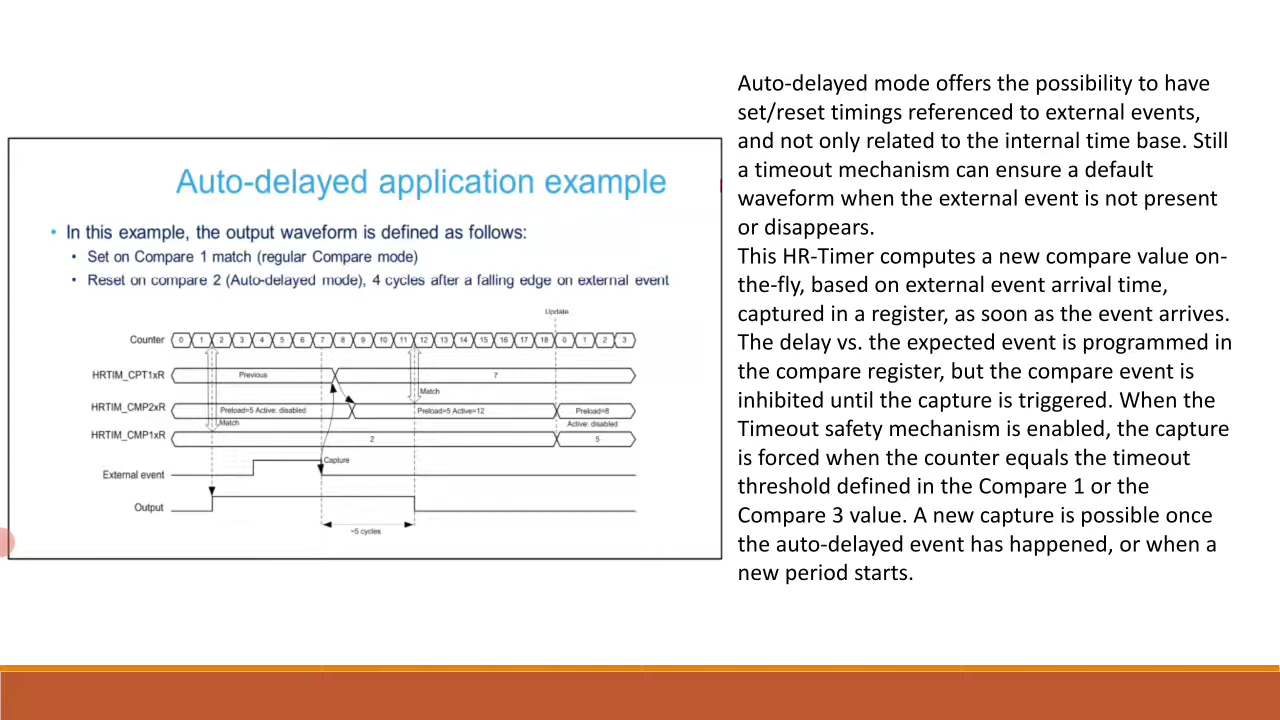 Auto-delayed application example
• In this example, the output waveform is defined as follows:
• Set on Compare 1 match (regular Compare mode)
• Reset on compare 2 (Auto-delayed mode), 4 cycles after a falling edge on external event
Update
Counter 0 1 2 3 4 5 6 7 8 9 10 11 12 13 14 15 16 17 18 0 1 2 3
HRTIM_CPT1xR Previous 7
Match
HRTIM_CMP2xR Preload=5 Active: disabled Preload=5 Active=12 Preload=8
Match Active: disabled
HRTIM_CMP1xR 2 5
Capture
External event
Output
~5 cycles
Auto-delayed mode offers the possibility to have
set/reset timings referenced to external events,
and not only related to the internal time base. Still
a timeout mechanism can ensure a default
waveform when the external event is not present
or disappears.
This HR-Timer computes a new compare value on-
the-fly, based on external event arrival time,
captured in a register, as soon as the event arrives.
The delay vs. the expected event is programmed in
the compare register, but the compare event is
inhibited until the capture is triggered. When the
Timeout safety mechanism is enabled, the capture
is forced when the counter equals the timeout
threshold defined in the Compare 1 or the
Compare 3 value. A new capture is possible once
the auto-delayed event has happened, or when a
new period starts.